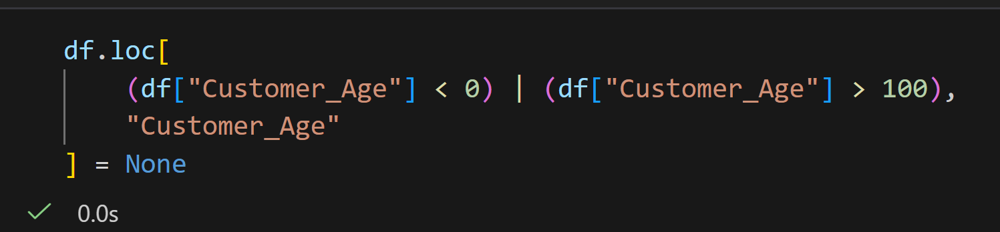 df.loc[
    (df["Customer_Age"] < 0) | (df["Customer_Age"] > 100),
    "Customer_Age"
] = None
0.0s